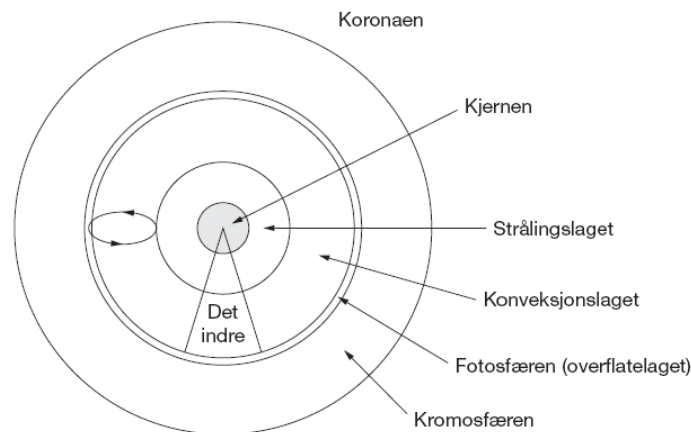 Koronaen
Kjernen
Strålingslaget
Konveksjonslaget
Det
indre
Fotosfæren (overflatelaget)
Kromosfæren